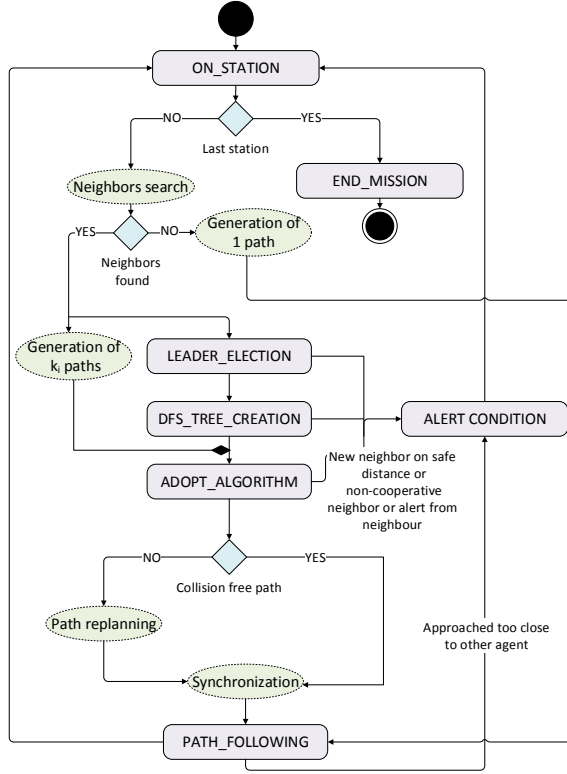 ON_STATION
NO
YES
Last station
Neighbors search
END_MISSION
YES
NO
Generation of
1 path
Neighbors
found
Generation of
ki paths
LEADER_ELECTION
DFS_TREE_CREATION
ALERT CONDITION
ADOPT_ALGORITHM
New neighbor on safe
distance or
non-cooperative
neighbor or alert from
neighbour
NO
YES
Collision free path
Path replanning
Approached too close
to other agent
Synchronization
PATH_FOLLOWING